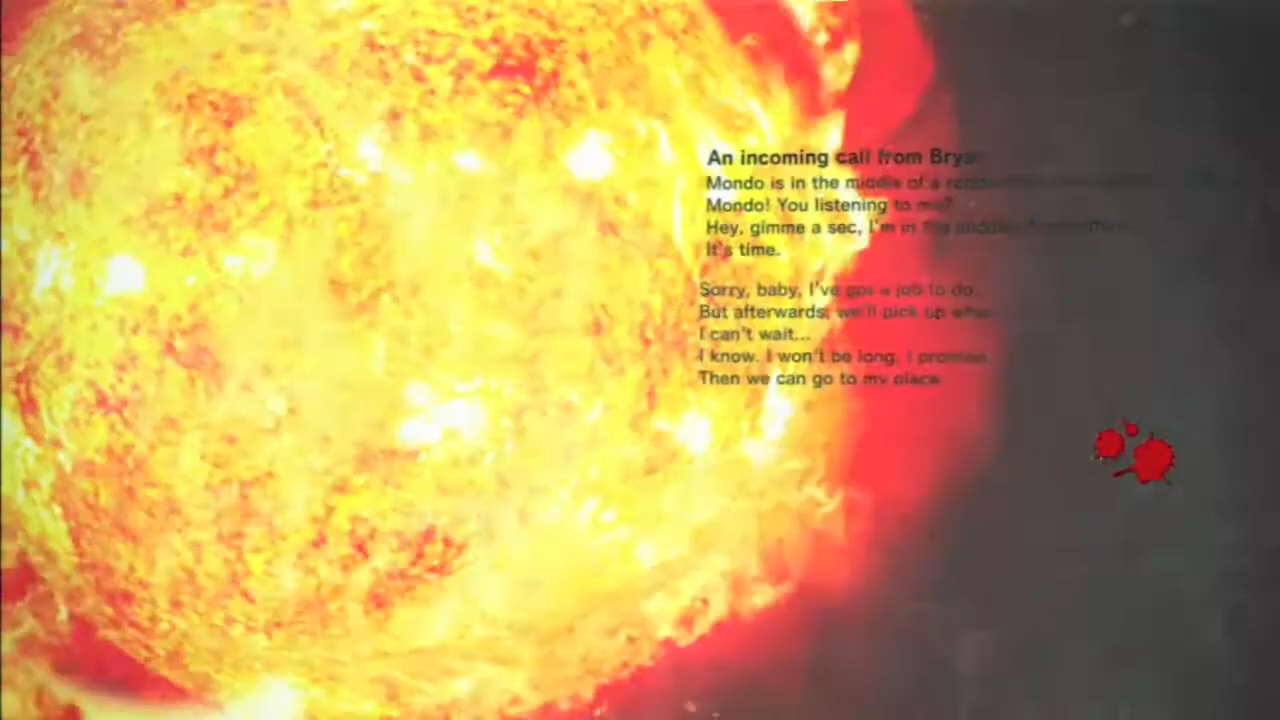 An incoming call from Brya
Mondo is in the middle of a
Mondo! You listening to me?
Hey, gimme a sec, I'm in the middle
It's time.
Sorry, baby, I've got a job to do.
But afterwards, we'll pick up
I can't wait...
I know. I won't be long, I promise.
Then we can go to my place